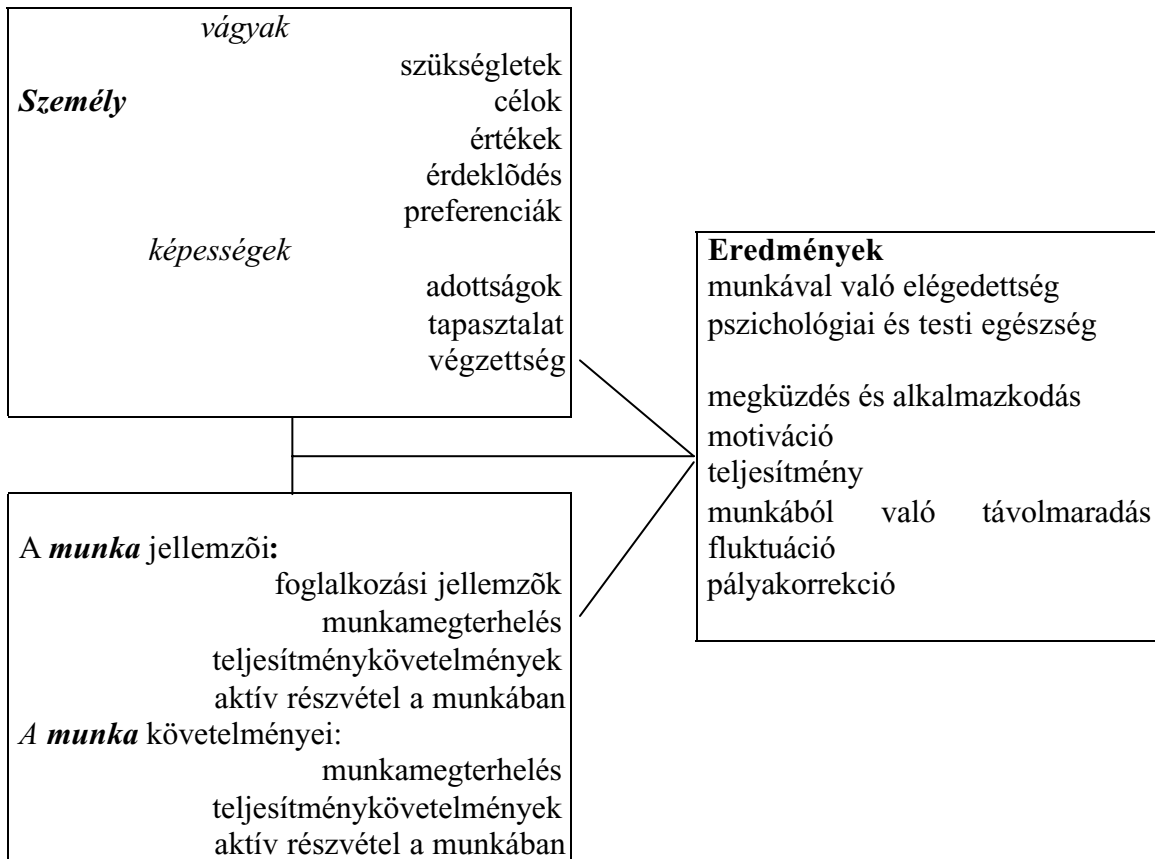 vágyak
szükségletek
Személy célok
értékek
érdeklõdés
preferenciák
képességek
adottságok
tapasztalat
végzettség
A munka jellemzõi:
foglalkozási jellemzõk
munkamegterhelés
teljesítménykövetelmények
aktív részvétel a munkában
A munka követelményei:
munkamegterhelés
teljesítménykövetelmények
aktív részvétel a munkában
Eredmények
munkával való elégedettség
pszichológiai és testi egészség
megküzdés és alkalmazkodás
motiváció
teljesítmény
munkából való távolmaradás
fluktuáció
pályakorrekció